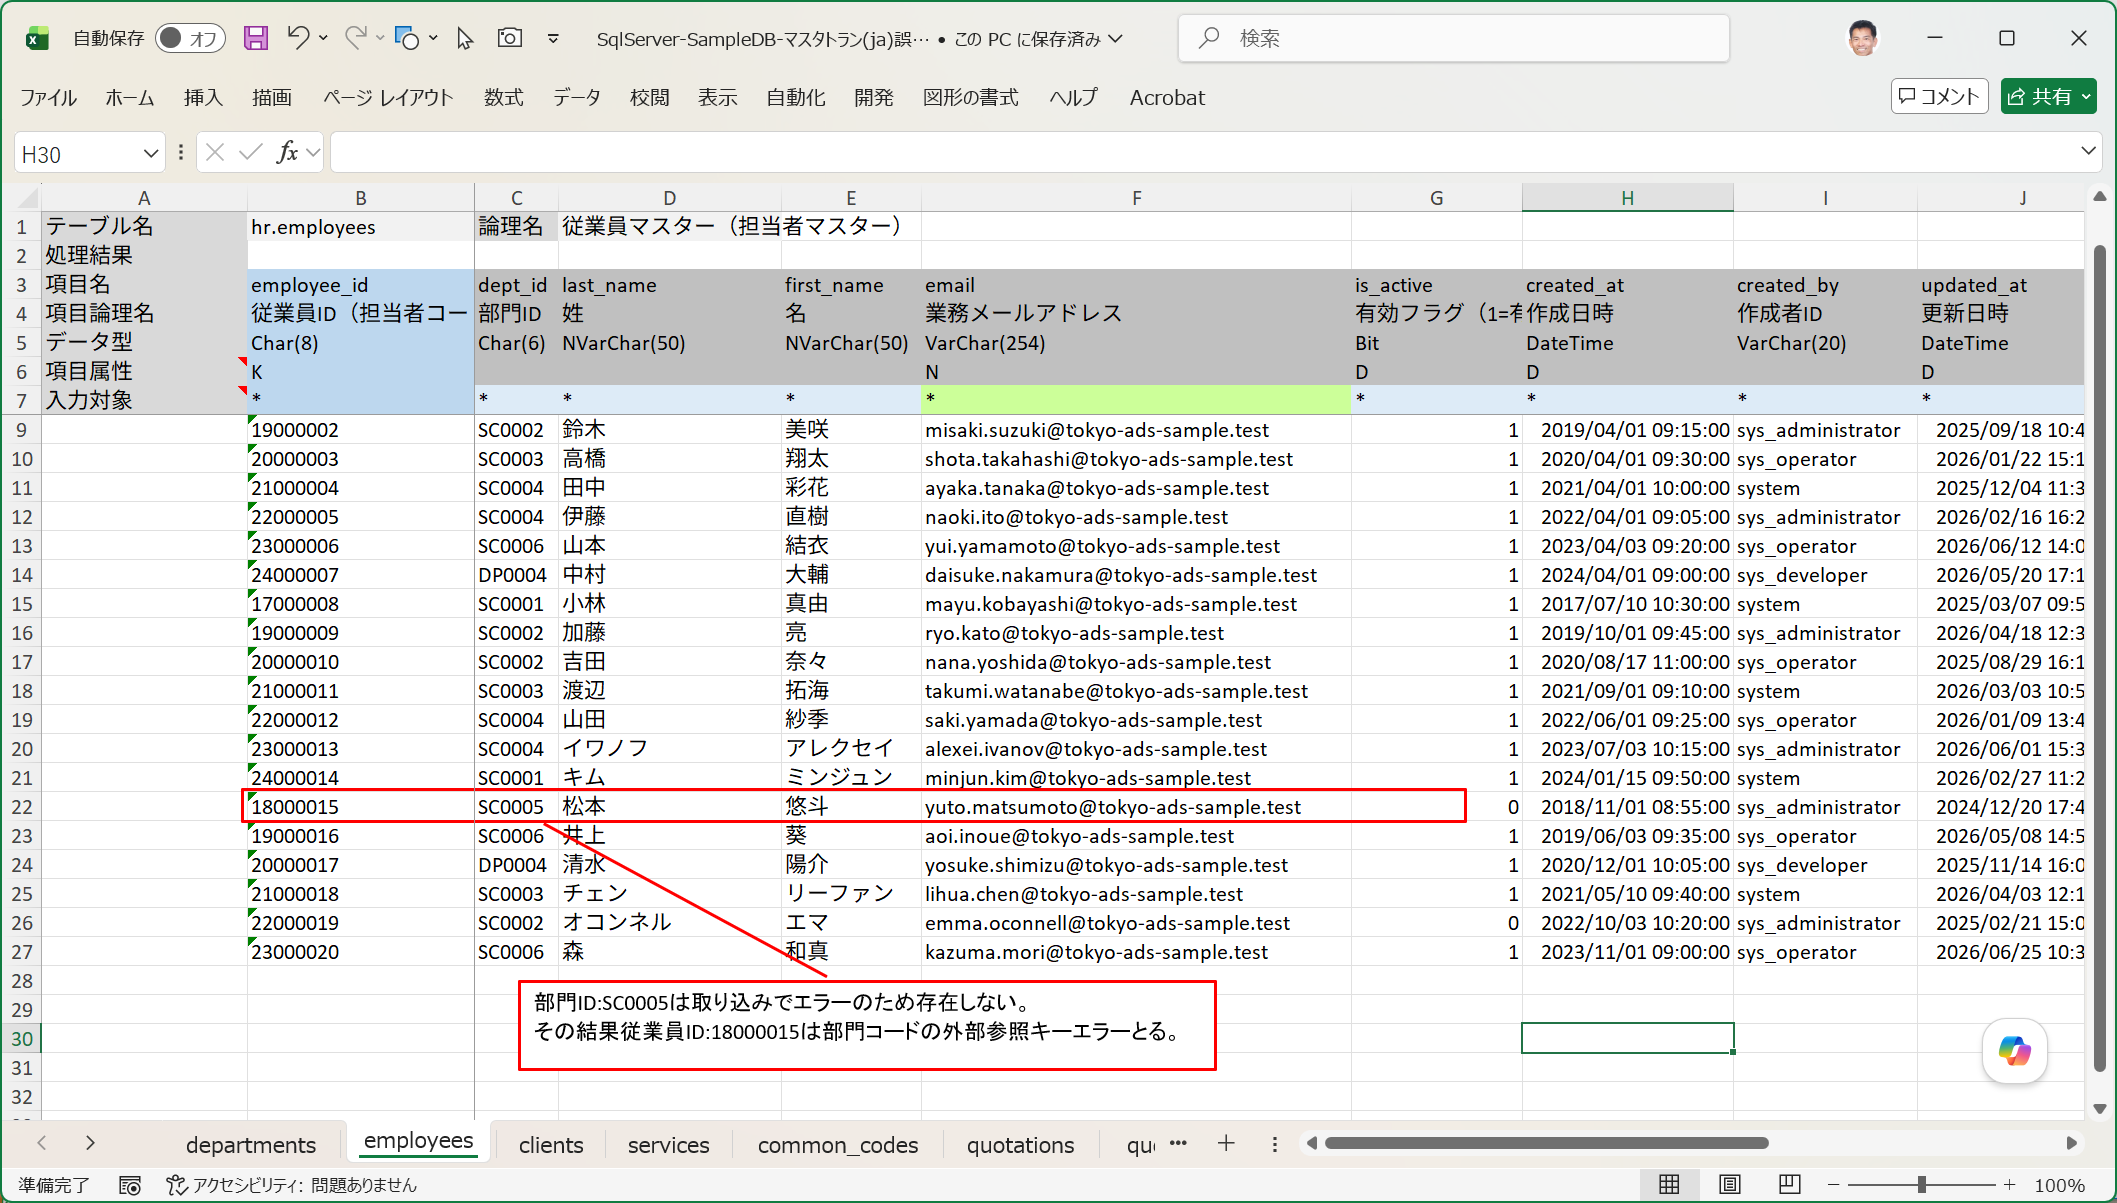 自動保存 オフ SqlServer-SampleDB-マスタトラン(ja)誤… • この PC に保存済み 検索
ファイル ホーム 挿入 描画 ページ レイアウト 数式 データ 校閲 表示 自動化 開発 図形の書式 ヘルプ Acrobat コメント 共有
H30 fx
A B C D E F G H I J
1 テーブル名 hr.employees 論理名 従業員マスター（担当者マスター）
2 処理結果
3 項目名 employee_id dept_id last_name first_name email is_active created_at created_by updated_at
4 項目論理名 従業員ID（担当者コー 部門ID 姓 名 業務メールアドレス 有効フラグ（1=有 作成日時 作成者ID 更新日時
5 データ型 Char(8) Char(6) NVarChar(50) NVarChar(50) VarChar(254) Bit DateTime VarChar(20) DateTime
6 項目属性 K N D D D
7 入力対象 * * * * * * * * *
9 19000002 SC0002 鈴木 美咲 misaki.suzuki@tokyo-ads-sample.test 1 2019/04/01 09:15:00 sys_administrator 2025/09/18 10:4
10 20000003 SC0003 高橋 翔太 shota.takahashi@tokyo-ads-sample.test 1 2020/04/01 09:30:00 sys_operator 2026/01/22 15:1
11 21000004 SC0004 田中 彩花 ayaka.tanaka@tokyo-ads-sample.test 1 2021/04/01 10:00:00 system 2025/12/04 11:3
12 22000005 SC0004 伊藤 直樹 naoki.ito@tokyo-ads-sample.test 1 2022/04/01 09:05:00 sys_administrator 2026/02/16 16:2
13 23000006 SC0006 山本 結衣 yui.yamamoto@tokyo-ads-sample.test 1 2023/04/03 09:20:00 sys_operator 2026/06/12 14:0
14 24000007 DP0004 中村 大輔 daisuke.nakamura@tokyo-ads-sample.test 1 2024/04/01 09:00:00 sys_developer 2026/05/20 17:1
15 17000008 SC0001 小林 真由 mayu.kobayashi@tokyo-ads-sample.test 1 2017/07/10 10:30:00 system 2025/03/07 09:5
16 19000009 SC0002 加藤 亮 ryo.kato@tokyo-ads-sample.test 1 2019/10/01 09:45:00 sys_administrator 2026/04/18 12:3
17 20000010 SC0002 吉田 奈々 nana.yoshida@tokyo-ads-sample.test 1 2020/08/17 11:00:00 sys_operator 2025/08/29 16:1
18 21000011 SC0003 渡辺 拓海 takumi.watanabe@tokyo-ads-sample.test 1 2021/09/01 09:10:00 system 2026/03/03 10:5
19 22000012 SC0004 山田 紗季 saki.yamada@tokyo-ads-sample.test 1 2022/06/01 09:25:00 sys_operator 2026/01/09 13:4
20 23000013 SC0004 イワノフ アレクセイ alexei.ivanov@tokyo-ads-sample.test 1 2023/07/03 10:15:00 sys_administrator 2026/06/01 15:3
21 24000014 SC0001 キム ミンジュン minjun.kim@tokyo-ads-sample.test 1 2024/01/15 09:50:00 system 2026/02/27 11:2
22 18000015 SC0005 松本 悠斗 yuto.matsumoto@tokyo-ads-sample.test 0 2018/11/01 08:55:00 sys_administrator 2024/12/20 17:4
23 19000016 SC0006 井上 葵 aoi.inoue@tokyo-ads-sample.test 1 2019/06/03 09:35:00 sys_operator 2026/05/08 14:5
24 20000017 DP0004 清水 陽介 yosuke.shimizu@tokyo-ads-sample.test 1 2020/12/01 10:05:00 sys_developer 2025/11/14 16:0
25 21000018 SC0003 チェン リーファン lihua.chen@tokyo-ads-sample.test 1 2021/05/10 09:40:00 system 2026/04/03 12:1
26 22000019 SC0002 オコンネル エマ emma.oconnell@tokyo-ads-sample.test 0 2022/10/03 10:20:00 sys_administrator 2025/02/21 15:0
27 23000020 SC0006 森 和真 kazuma.mori@tokyo-ads-sample.test 1 2023/11/01 09:00:00 sys_operator 2026/06/25 10:3
28
29
部門ID:SC0005は取り込みでエラーのため存在しない。
30
その結果従業員ID:18000015は部門コードの外部参照キーエラーとる。
31
32
departments employees clients services common_codes quotations que ••• +
準備完了 アクセシビリティ: 問題ありません 100%